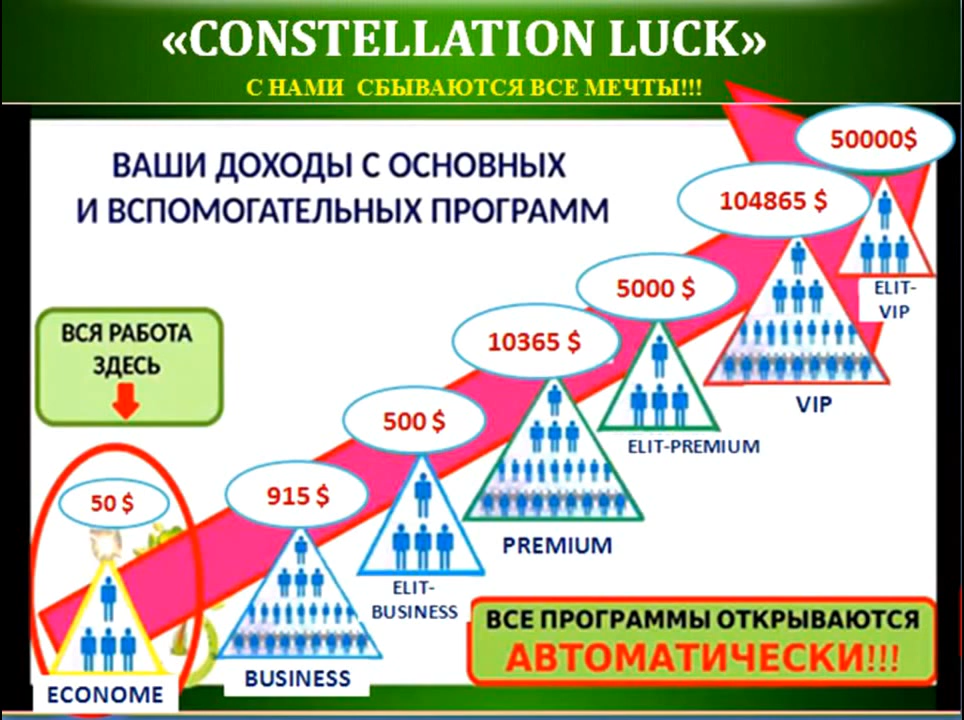 «CONSTELLATION LUCK»
С НАМИ СБЫВАЮТСЯ ВСЕ МЕЧТЫ!!!
ВАШИ ДОХОДЫ С ОСНОВНЫХ
И ВСПОМОГАТЕЛЬНЫХ ПРОГРАММ
50000$
104865 $
ELIT-
VIP
5000 $
VIP
10365 $
ELIT-PREMIUM
ВСЯ РАБОТА
ЗДЕСЬ
500 $
PREMIUM
915 $
ELIT-
BUSINESS
50 $
BUSINESS
ECONOME
ВСЕ ПРОГРАММЫ ОТКРЫВАЮТСЯ
АВТОМАТИЧЕСКИ!!!